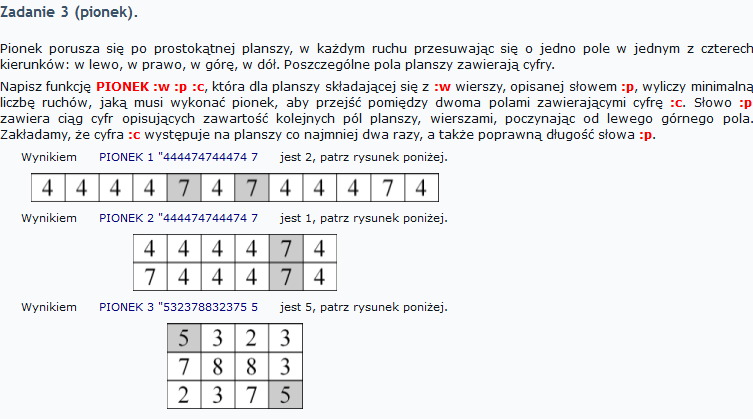 Zadanie 3 (pionek).
Pionek porusza się po prostokątnej planszy, w każdym ruchu przesuwając się o jedno pole w jednym z czterech
kierunków: w lewo, w prawo, w górę, w dół. Poszczególne pola planszy zawierają cyfry.
Napisz funkcję PIONEK :w :p :c, która dla planszy składającej się z :w wierszy, opisanej słowem :p, wyliczy minimalną
liczbę ruchów, jaką musi wykonać pionek, aby przejść pomiędzy dwoma polami zawierającymi cyfrę :c. Słowo :p
zawiera ciąg cyfr opisujących zawartość kolejnych pól planszy, wierszami, poczynając od lewego górnego pola.
Zakładamy, że cyfra :c występuje na planszy co najmniej dwa razy, a także poprawną długość słowa :p.
Wynikiem PIONEK 1 "444474744474 7 jest 2, patrz rysunek poniżej.
4 4 4 4 7 4 7 4 4 4 7 4
Wynikiem PIONEK 2 "444474744474 7 jest 1, patrz rysunek poniżej.
4 4 4 4 7 4
7 4 4 4 7 4
Wynikiem PIONEK 3 "532378832375 5 jest 5, patrz rysunek poniżej.
5 3 2 3
7 8 8 3
2 3 7 5